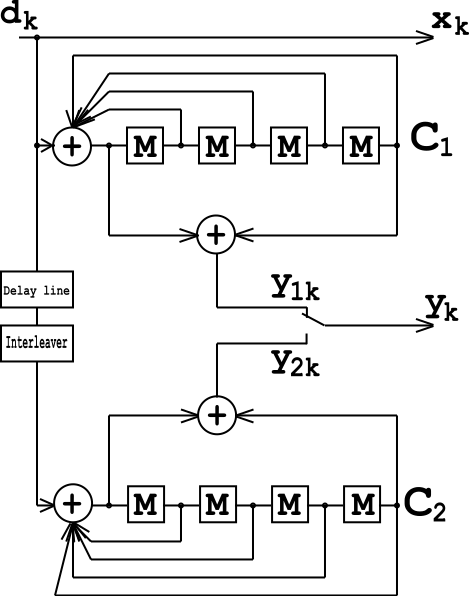 dk
xk
+ M M M M C1
+
y1k
yk
Delay line
Interleaver
y2k
+
+ M M M M C2